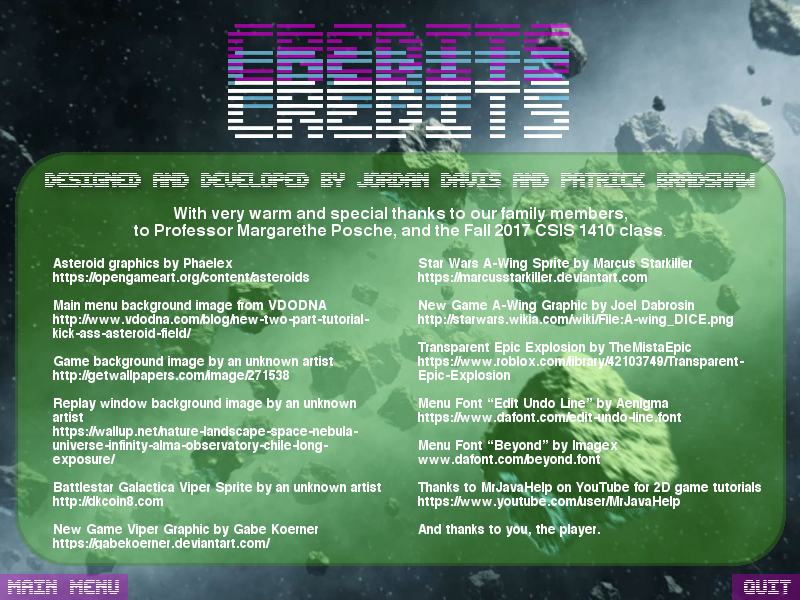 CREDITS
CREDITS
DESIGNED AND DEVELOPED BY JORDAN DAVIS AND PATRICK BRADSHAW
With very warm and special thanks to our family members,
to Professor Margarethe Posche, and the Fall 2017 CSIS 1410 class.
Asteroid graphics by Phaelex
https://opengameart.org/content/asteroids
Main menu background image from VDODNA
http://www.vdodna.com/blog/new-two-part-tutorial-
kick-ass-asteroid-field/
Game background image by an unknown artist
http://getwallpapers.com/image/271538
Replay window background image by an unknown
artist
https://wallup.net/nature-landscape-space-nebula-
universe-infinity-alma-observatory-chile-long-
exposure/
Battlestar Galactica Viper Sprite by an unknown artist
http://dkcoin8.com
New Game Viper Graphic by Gabe Koerner
https://gabekoerner.deviantart.com/
Star Wars A-Wing Sprite by Marcus Starkiller
https://marcusstarkiller.deviantart.com
New Game A-Wing Graphic by Joel Dabrosin
http://starwars.wikia.com/wiki/File:A-wing_DICE.png
Transparent Epic Explosion by TheMistaEpic
https://www.roblox.com/library/42103749/Transparent-
Epic-Explosion
Menu Font “Edit Undo Line” by Aenigma
https://www.dafont.com/edit-undo-line.font
Menu Font “Beyond” by Imagex
www.dafont.com/beyond.font
Thanks to MrJavaHelp on YouTube for 2D game tutorials
https://www.youtube.com/user/MrJavaHelp
And thanks to you, the player.
MAIN MENU
QUIT